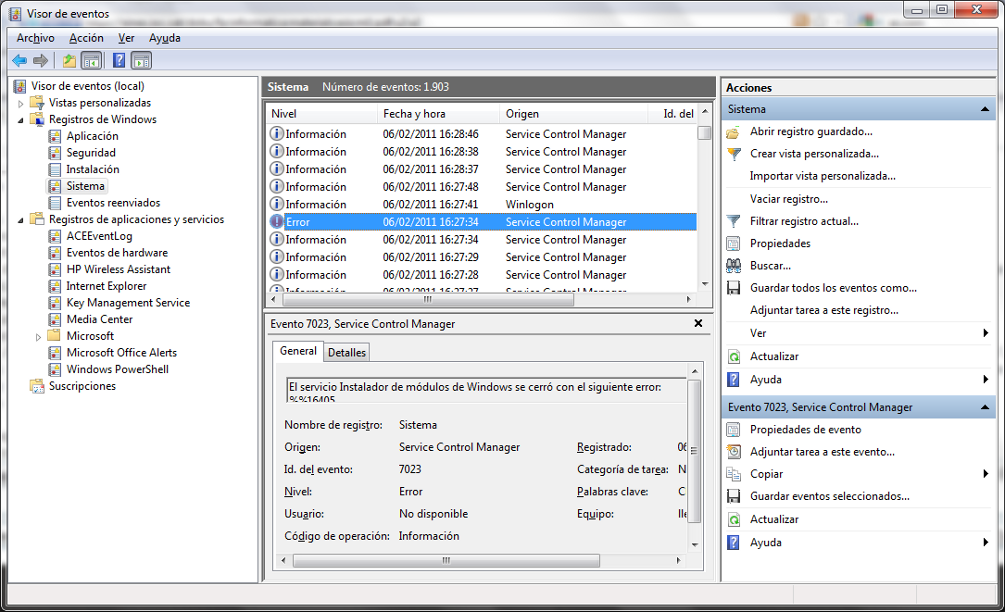 Visor de eventos
Archivo Acción Ver Ayuda
Visor de eventos (local)
Vistas personalizadas
Registros de Windows
Aplicación
Seguridad
Instalación
Sistema
Eventos reenviados
Registros de aplicaciones y servicios
ACEEventLog
Eventos de hardware
HP Wireless Assistant
Internet Explorer
Key Management Service
Media Center
Microsoft
Microsoft Office Alerts
Windows PowerShell
Suscripciones
Sistema Número de eventos: 1.903
Nivel Fecha y hora Origen Id. del
Información 06/02/2011 16:28:46 Service Control Manager
Información 06/02/2011 16:28:38 Service Control Manager
Información 06/02/2011 16:28:37 Service Control Manager
Información 06/02/2011 16:27:48 Service Control Manager
Información 06/02/2011 16:27:41 Winlogon
Error 06/02/2011 16:27:34 Service Control Manager
Información 06/02/2011 16:27:34 Service Control Manager
Información 06/02/2011 16:27:29 Service Control Manager
Información 06/02/2011 16:27:28 Service Control Manager
Información 06/02/2011 16:27:27 Service Control Manager
Evento 7023, Service Control Manager
General Detalles
El servicio Instalador de módulos de Windows se cerró con el siguiente error:
%%16405
Nombre de registro: Sistema
Origen: Service Control Manager Registrado: 06
Id. del evento: 7023 Categoría de tarea: N
Nivel: Error Palabras clave: C
Usuario: No disponible Equipo: lle
Código de operación: Información
Acciones
Sistema
Abrir registro guardado...
Crear vista personalizada...
Importar vista personalizada...
Vaciar registro...
Filtrar registro actual...
Propiedades
Buscar...
Guardar todos los eventos como...
Adjuntar tarea a este registro...
Ver
Actualizar
Ayuda
Evento 7023, Service Control Manager
Propiedades de evento
Adjuntar tarea a este evento...
Copiar
Guardar eventos seleccionados...
Actualizar
Ayuda